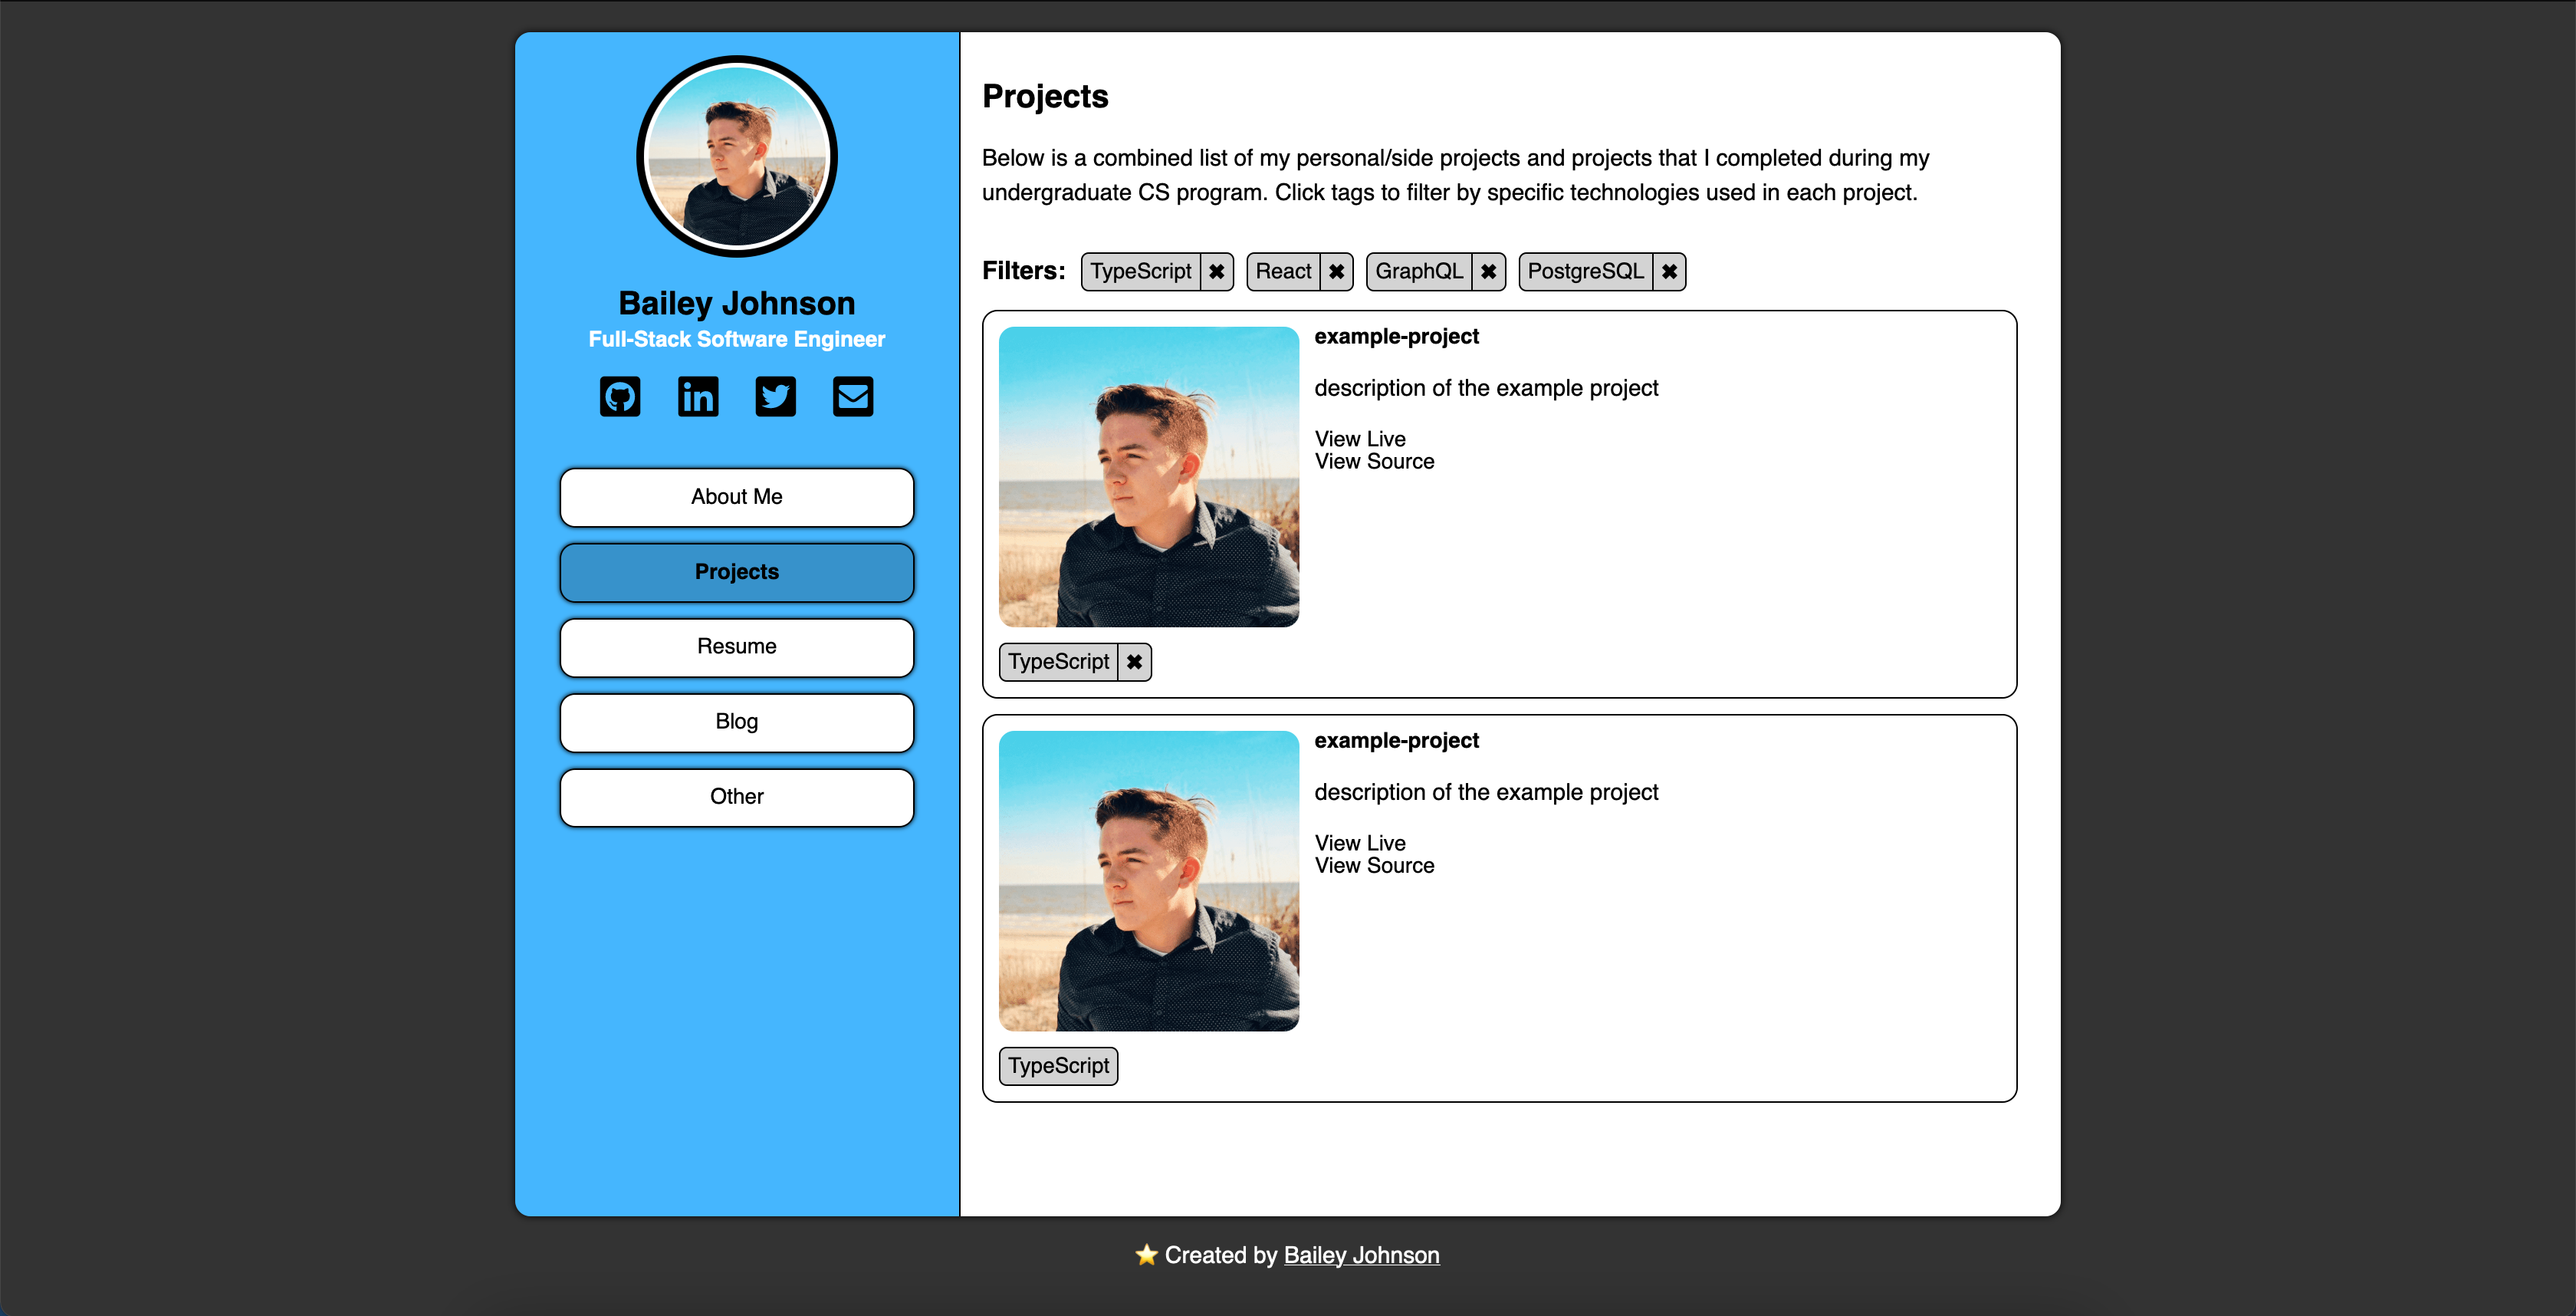 Bailey Johnson
Full-Stack Software Engineer
in
About Me
Projects
Resume
Blog
Other
Projects
Below is a combined list of my personal/side projects and projects that I completed during my
undergraduate CS program. Click tags to filter by specific technologies used in each project.
Filters: TypeScript ✖ React ✖ GraphQL ✖ PostgreSQL ✖
example-project
description of the example project
View Live
View Source
TypeScript ✖
example-project
description of the example project
View Live
View Source
TypeScript
⭐ Created by Bailey Johnson